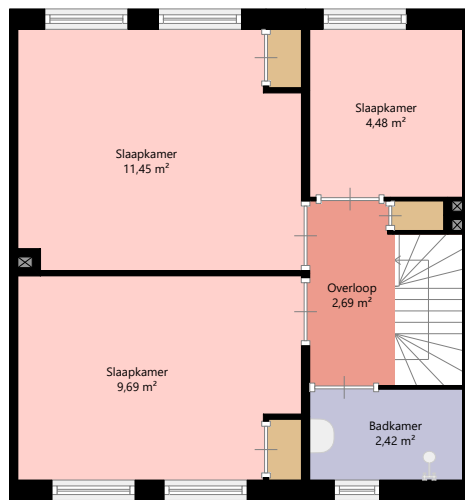 Slaapkamer
4,48 m²
Slaapkamer
11,45 m²
Overloop
2,69 m²
Slaapkamer
9,69 m²
Badkamer
2,42 m²